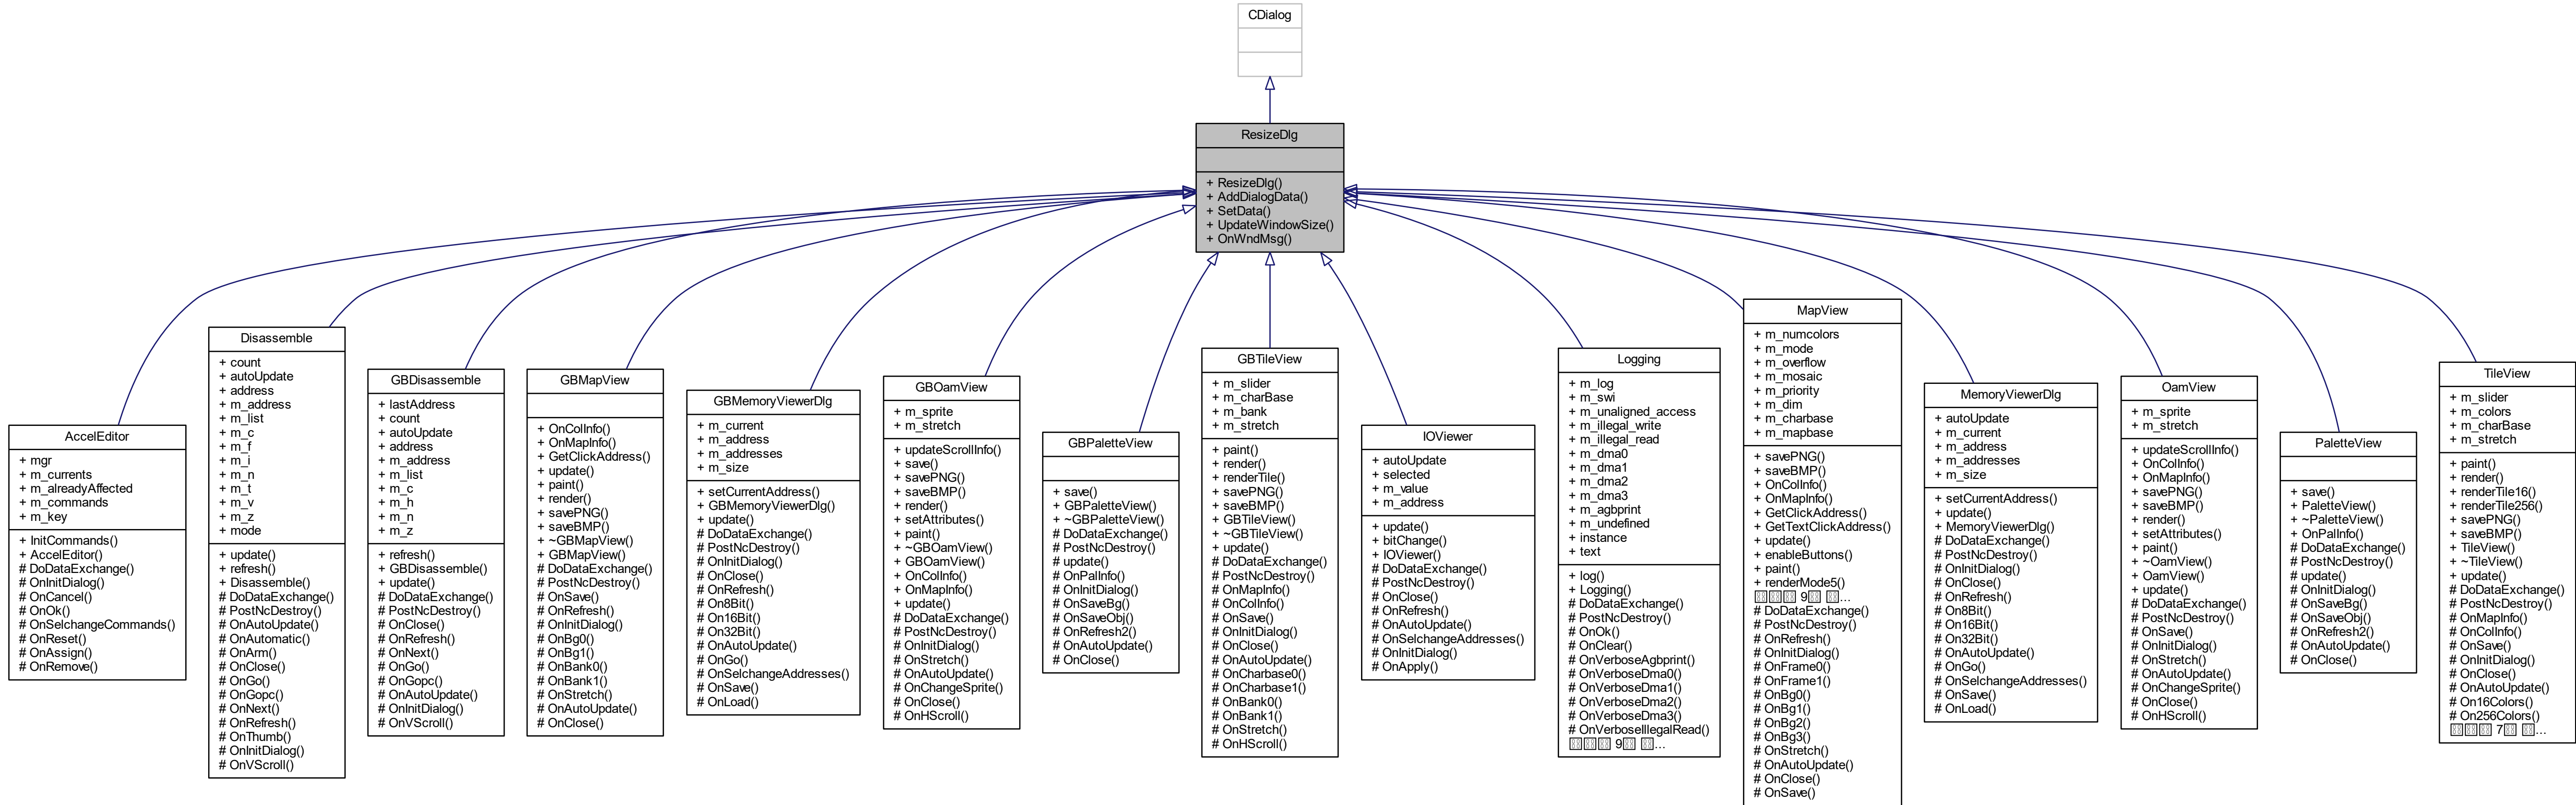 CDialog
ResizeDlg
+ ResizeDlg()
+ AddDialogData()
+ SetData()
+ UpdateWindowSize()
+ OnWndMsg()
AccelEditor
+ mgr
+ m_currents
+ m_alreadyAffected
+ m_commands
+ m_key
+ InitCommands()
+ AccelEditor()
# DoDataExchange()
# OnInitDialog()
# OnCancel()
# OnOk()
# OnSelchangeCommands()
# OnReset()
# OnAssign()
# OnRemove()
Disassemble
+ count
+ autoUpdate
+ address
+ m_address
+ m_list
+ m_c
+ m_f
+ m_i
+ m_n
+ m_t
+ m_v
+ m_z
+ mode
+ update()
+ refresh()
+ Disassemble()
# DoDataExchange()
# PostNcDestroy()
# OnAutoUpdate()
# OnAutomatic()
# OnArm()
# OnClose()
# OnGo()
# OnGopc()
# OnNext()
# OnRefresh()
# OnThumb()
# OnInitDialog()
# OnVScroll()
GBDisassemble
+ lastAddress
+ count
+ autoUpdate
+ address
+ m_address
+ m_list
+ m_c
+ m_h
+ m_n
+ m_z
+ refresh()
+ GBDisassemble()
+ update()
# DoDataExchange()
# PostNcDestroy()
# OnClose()
# OnRefresh()
# OnNext()
# OnGo()
# OnGopc()
# OnAutoUpdate()
# OnInitDialog()
# OnVScroll()
GBMapView
+ OnColInfo()
+ OnMapInfo()
+ GetClickAddress()
+ update()
+ paint()
+ render()
+ savePNG()
+ saveBMP()
+ ~GBMapView()
+ GBMapView()
# DoDataExchange()
# PostNcDestroy()
# OnSave()
# OnRefresh()
# OnInitDialog()
# OnBg0()
# OnBg1()
# OnBank0()
# OnBank1()
# OnStretch()
# OnAutoUpdate()
# OnClose()
GBMemoryViewerDlg
+ m_current
+ m_address
+ m_addresses
+ m_size
+ setCurrentAddress()
+ GBMemoryViewerDlg()
+ update()
# DoDataExchange()
# PostNcDestroy()
# OnInitDialog()
# OnClose()
# OnRefresh()
# On8Bit()
# On16Bit()
# On32Bit()
# OnAutoUpdate()
# OnGo()
# OnSelchangeAddresses()
# OnSave()
# OnLoad()
GBOamView
+ m_sprite
+ m_stretch
+ updateScrollInfo()
+ save()
+ savePNG()
+ saveBMP()
+ render()
+ setAttributes()
+ paint()
+ ~GBOamView()
+ GBOamView()
+ OnColInfo()
+ OnMapInfo()
+ update()
# DoDataExchange()
# PostNcDestroy()
# OnInitDialog()
# OnStretch()
# OnAutoUpdate()
# OnChangeSprite()
# OnClose()
# OnHScroll()
GBPaletteView
+ save()
+ GBPaletteView()
+ ~GBPaletteView()
# DoDataExchange()
# PostNcDestroy()
# update()
# OnPalInfo()
# OnInitDialog()
# OnSaveBg()
# OnSaveObj()
# OnRefresh2()
# OnAutoUpdate()
# OnClose()
GBTileView
+ m_slider
+ m_charBase
+ m_bank
+ m_stretch
+ paint()
+ render()
+ renderTile()
+ savePNG()
+ saveBMP()
+ GBTileView()
+ ~GBTileView()
+ update()
# DoDataExchange()
# PostNcDestroy()
# OnMapInfo()
# OnColInfo()
# OnSave()
# OnInitDialog()
# OnClose()
# OnAutoUpdate()
# OnCharbase0()
# OnCharbase1()
# OnBank0()
# OnBank1()
# OnStretch()
# OnHScroll()
IOViewer
+ autoUpdate
+ selected
+ m_value
+ m_address
+ update()
+ bitChange()
+ IOViewer()
# DoDataExchange()
# PostNcDestroy()
# OnClose()
# OnRefresh()
# OnAutoUpdate()
# OnSelchangeAddresses()
# OnInitDialog()
# OnApply()
Logging
+ m_log
+ m_swi
+ m_unaligned_access
+ m_illegal_write
+ m_illegal_read
+ m_dma0
+ m_dma1
+ m_dma2
+ m_dma3
+ m_agbprint
+ m_undefined
+ instance
+ text
+ log()
+ Logging()
# DoDataExchange()
# PostNcDestroy()
# OnOk()
# OnClear()
# OnVerboseAgbprint()
# OnVerboseDma0()
# OnVerboseDma1()
# OnVerboseDma2()
# OnVerboseDma3()
# OnVerboseIllegalRead()
9 ...
MapView
+ m_numcolors
+ m_mode
+ m_overflow
+ m_mosaic
+ m_priority
+ m_dim
+ m_charbase
+ m_mapbase
+ savePNG()
+ saveBMP()
+ OnColInfo()
+ OnMapInfo()
+ GetClickAddress()
+ GetTextClickAddress()
+ update()
+ enableButtons()
+ paint()
+ renderMode5()
9 ...
# DoDataExchange()
# PostNcDestroy()
# OnRefresh()
# OnInitDialog()
# OnFrame0()
# OnFrame1()
# OnBg0()
# OnBg1()
# OnBg2()
# OnBg3()
# OnStretch()
# OnAutoUpdate()
# OnClose()
# OnSave()
MemoryViewerDlg
+ autoUpdate
+ m_current
+ m_address
+ m_addresses
+ m_size
+ setCurrentAddress()
+ update()
+ MemoryViewerDlg()
# DoDataExchange()
# PostNcDestroy()
# OnInitDialog()
# OnClose()
# OnRefresh()
# On8Bit()
# On16Bit()
# On32Bit()
# OnAutoUpdate()
# OnGo()
# OnSelchangeAddresses()
# OnSave()
# OnLoad()
OamView
+ m_sprite
+ m_stretch
+ updateScrollInfo()
+ OnColInfo()
+ OnMapInfo()
+ savePNG()
+ saveBMP()
+ render()
+ setAttributes()
+ paint()
+ ~OamView()
+ OamView()
+ update()
# DoDataExchange()
# PostNcDestroy()
# OnSave()
# OnInitDialog()
# OnStretch()
# OnAutoUpdate()
# OnChangeSprite()
# OnClose()
# OnHScroll()
PaletteView
+ save()
+ PaletteView()
+ ~PaletteView()
+ OnPalInfo()
# DoDataExchange()
# PostNcDestroy()
# update()
# OnInitDialog()
# OnSaveBg()
# OnSaveObj()
# OnRefresh2()
# OnAutoUpdate()
# OnClose()
TileView
+ m_slider
+ m_colors
+ m_charBase
+ m_stretch
+ paint()
+ render()
+ renderTile16()
+ renderTile256()
+ savePNG()
+ saveBMP()
+ TileView()
+ ~TileView()
+ update()
# DoDataExchange()
# PostNcDestroy()
# OnMapInfo()
# OnColInfo()
# OnSave()
# OnInitDialog()
# OnClose()
# OnAutoUpdate()
# On16Colors()
# On256Colors()
7 ...